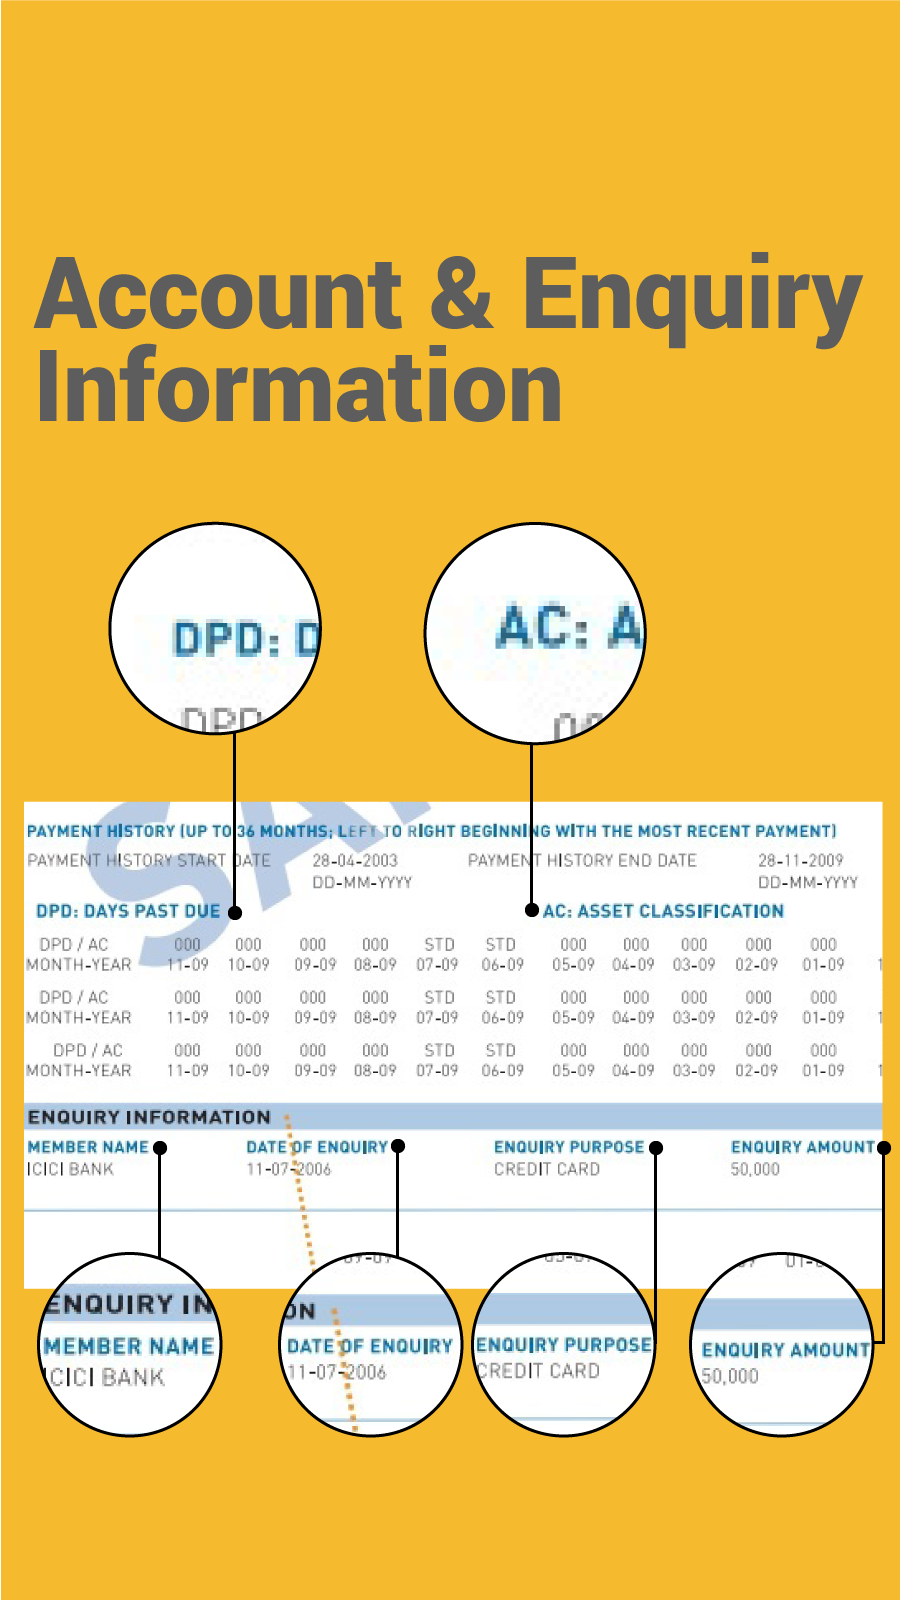 Account & Enquiry
Information
DPD: D
DPD
AC: A
PAYMENT HISTORY (UP TO 36 MONTHS; LEFT TO RIGHT BEGINNING WITH THE MOST RECENT PAYMENT)
PAYMENT HISTORY START DATE 28-04-2003 PAYMENT HISTORY END DATE 28-11-2009
DD-MM-YYYY DD-MM-YYYY
DPD: DAYS PAST DUE AC: ASSET CLASSIFICATION
DPD / AC 000 000 000 000 STD STD 000 000 000 000 000
MONTH-YEAR 11-09 10-09 09-09 08-09 07-09 06-09 05-09 04-09 03-09 02-09 01-09
DPD / AC 000 000 000 000 STD STD 000 000 000 000 000
MONTH-YEAR 11-09 10-09 09-09 08-09 07-09 06-09 05-09 04-09 03-09 02-09 01-09
DPD / AC 000 000 000 000 STD STD 000 000 000 000 000
MONTH-YEAR 11-09 10-09 09-09 08-09 07-09 06-09 05-09 04-09 03-09 02-09 01-09
ENQUIRY INFORMATION
MEMBER NAME DATE OF ENQUIRY ENQUIRY PURPOSE ENQUIRY AMOUNT
ICICI BANK 11-07-2006 CREDIT CARD 50,000
ENQUIRY IN
MEMBER NAME
ICICI BANK
ON
DATE OF ENQUIRY
11-07-2006
ENQUIRY PURPOSE
CREDIT CARD
ENQUIRY AMOUNT
50,000